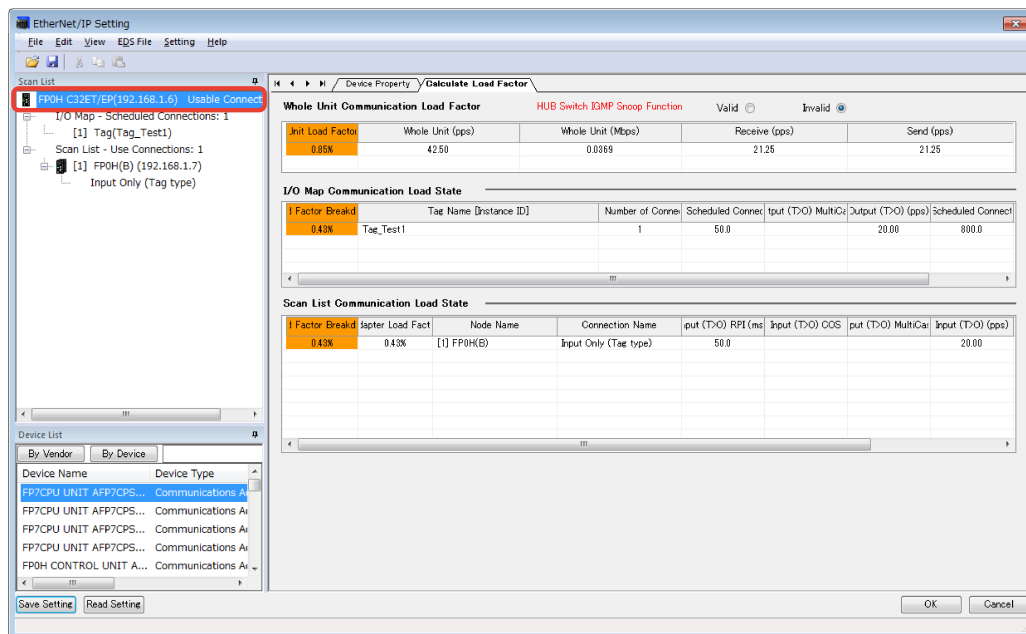 EtherNet/IP Setting
File Edit View EDS File Setting Help
Scan List
FP0H C32ET/EP(192.168.1.6) Usable Connect
I/O Map - Scheduled Connections: 1
[1] Tag(Tag_Test1)
Scan List - Use Connections: 1
[1] FP0H(B) (192.168.1.7)
Input Only (Tag type)
Device List
By Vendor By Device
Device Name Device Type
FP7CPU UNIT AFP7CPS... Communications A
FP7CPU UNIT AFP7CPS... Communications A
FP7CPU UNIT AFP7CPS... Communications A
FP7CPU UNIT AFP7CPS... Communications A
FP0H CONTROL UNIT A... Communications A
Save Setting Read Setting
Device Property Calculate Load Factor
Whole Unit Communication Load Factor HUB Switch IGMP Snoop Function Valid Invalid
Unit Load Factor Whole Unit (pps) Whole Unit (Mbps) Receive (pps) Send (pps)
0.85% 42.50 0.0369 21.25 21.25
I/O Map Communication Load State
d Factor Breakd Tag Name [Instance ID] Number of Conne Scheduled Connec tput (T>O) MultiCa Output (T>O) (pps) Scheduled Connect
0.43% Tag_Test1 1 50.0 20.00 800.0
Scan List Communication Load State
d Factor Breakd dapter Load Fact Node Name Connection Name put (T>O) RPI (ms Input (T>O) COS put (T>O) MultiCa Input (T>O) (pps)
0.43% 0.43% [1] FP0H(B) Input Only (Tag type) 50.0 20.00
OK Cancel